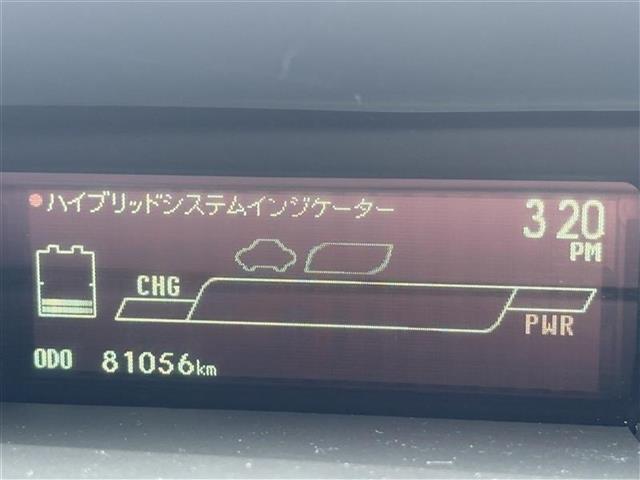 ハイブリッドシステムインジケーター
3 20 PM
CHG
PWR
ODO 81056km